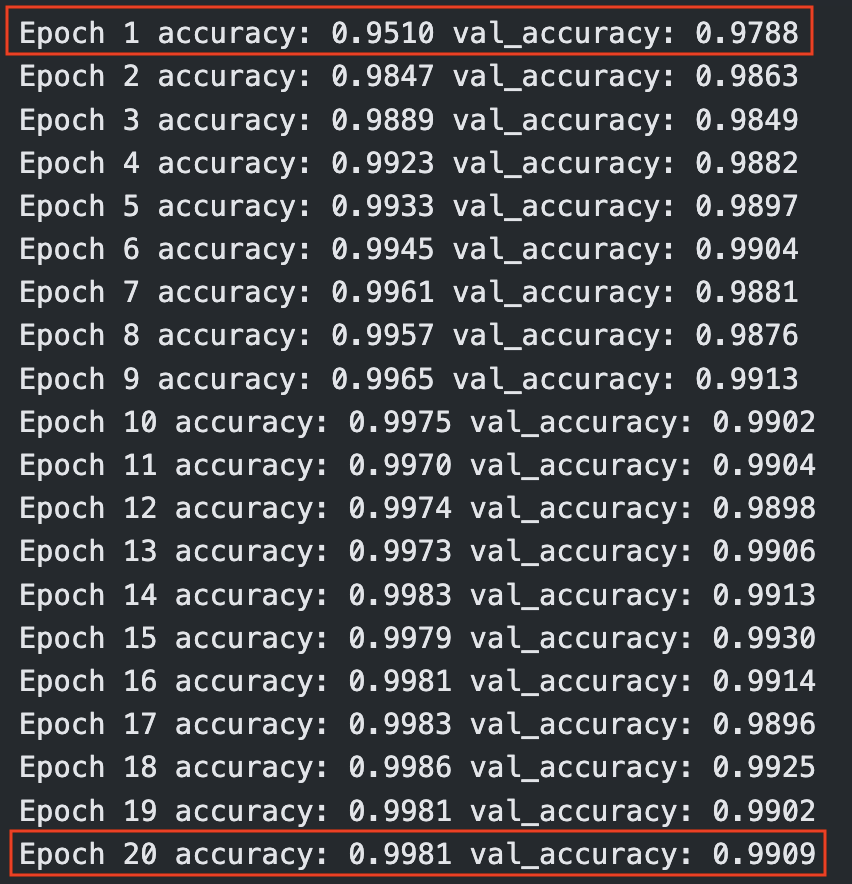 Epoch 1 accuracy: 0.9510 val_accuracy: 0.9788
Epoch 2 accuracy: 0.9847 val_accuracy: 0.9863
Epoch 3 accuracy: 0.9889 val_accuracy: 0.9849
Epoch 4 accuracy: 0.9923 val_accuracy: 0.9882
Epoch 5 accuracy: 0.9933 val_accuracy: 0.9897
Epoch 6 accuracy: 0.9945 val_accuracy: 0.9904
Epoch 7 accuracy: 0.9961 val_accuracy: 0.9881
Epoch 8 accuracy: 0.9957 val_accuracy: 0.9876
Epoch 9 accuracy: 0.9965 val_accuracy: 0.9913
Epoch 10 accuracy: 0.9975 val_accuracy: 0.9902
Epoch 11 accuracy: 0.9970 val_accuracy: 0.9904
Epoch 12 accuracy: 0.9974 val_accuracy: 0.9898
Epoch 13 accuracy: 0.9973 val_accuracy: 0.9906
Epoch 14 accuracy: 0.9983 val_accuracy: 0.9913
Epoch 15 accuracy: 0.9979 val_accuracy: 0.9930
Epoch 16 accuracy: 0.9981 val_accuracy: 0.9914
Epoch 17 accuracy: 0.9983 val_accuracy: 0.9896
Epoch 18 accuracy: 0.9986 val_accuracy: 0.9925
Epoch 19 accuracy: 0.9981 val_accuracy: 0.9902
Epoch 20 accuracy: 0.9981 val_accuracy: 0.9909